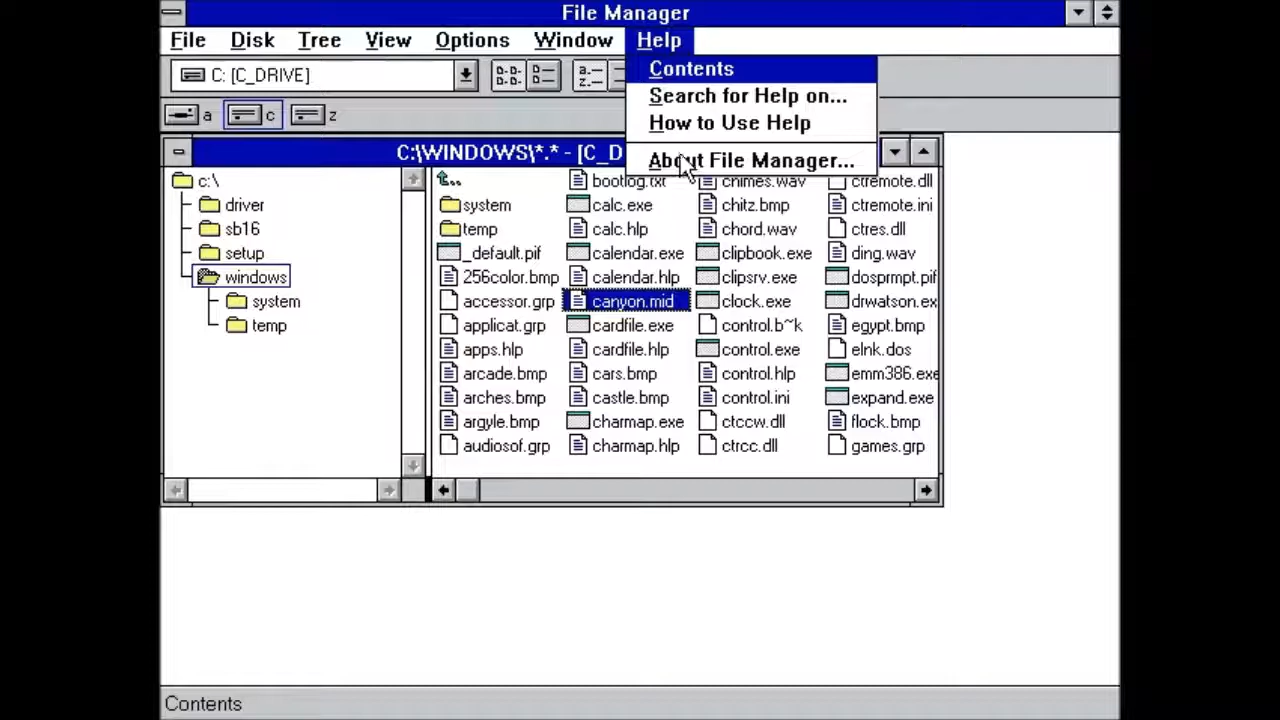 File Manager
File Disk Tree View Options Window Help
C: [C_DRIVE]
Contents
Search for Help on...
How to Use Help
About File Manager...
a c z
C:\WINDOWS\*.* - [C_D
c:\
driver
sb16
setup
windows
system
temp
system
temp
_default.pif
256color.bmp
accessor.grp
applicat.grp
apps.hlp
arcade.bmp
arches.bmp
argyle.bmp
audiosof.grp
bootlog.txt
calc.exe
calc.hlp
calendar.exe
calendar.hlp
canyon.mid
cardfile.exe
cardfile.hlp
cars.bmp
castle.bmp
charmap.exe
charmap.hlp
chimes.wav
chitz.bmp
chord.wav
clipbook.exe
clipsrv.exe
clock.exe
control.b~k
control.exe
control.hlp
control.ini
ctccw.dll
ctrcc.dll
ctremote.dll
ctremote.ini
ctres.dll
ding.wav
dosprmpt.pif
drwatson.ex
egypt.bmp
elnk.dos
emm386.exe
expand.exe
flock.bmp
games.grp
Contents